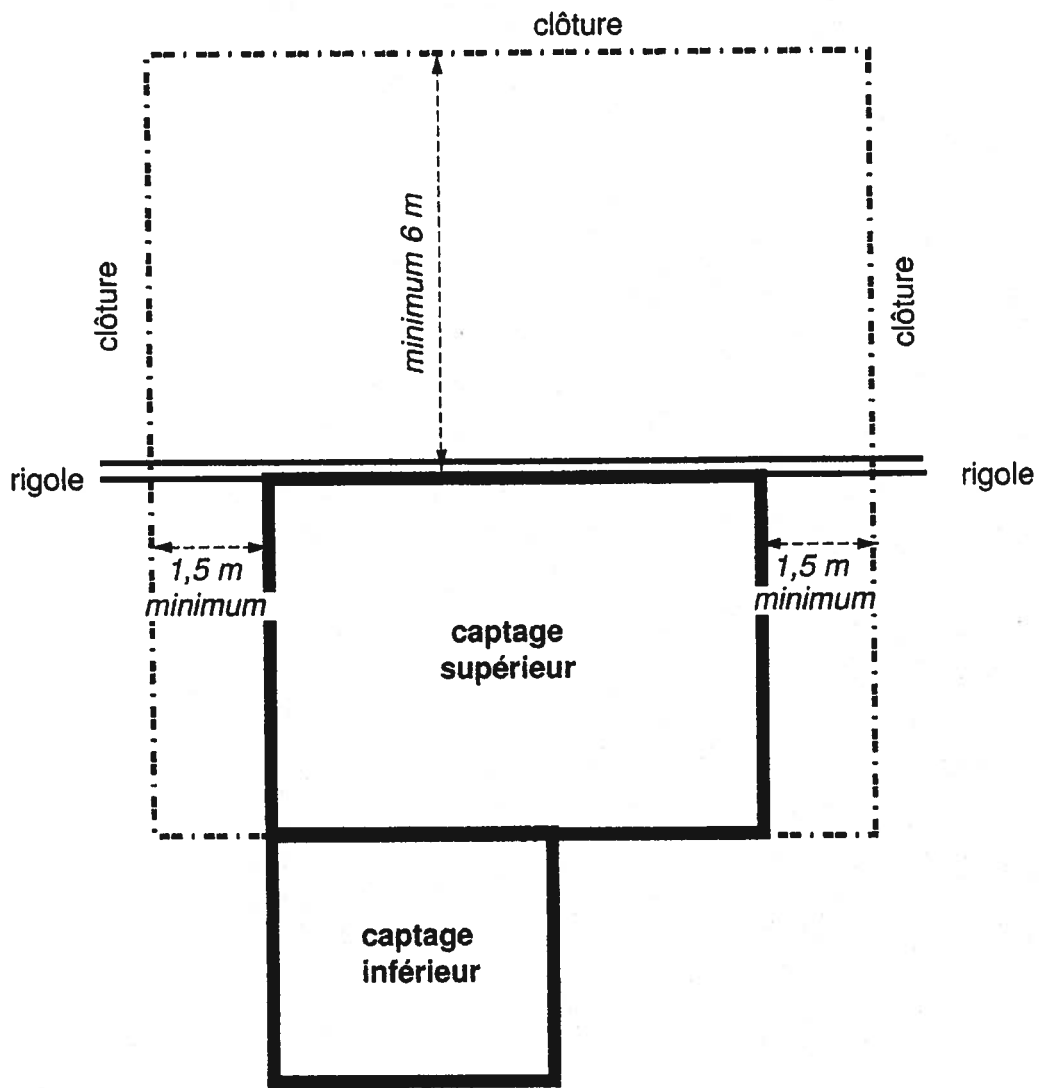 clôture
minimum 6 m
clôture
clôture
rigole
rigole
1,5 m
minimum
1,5 m
minimum
captage
supérieur
captage
inférieur